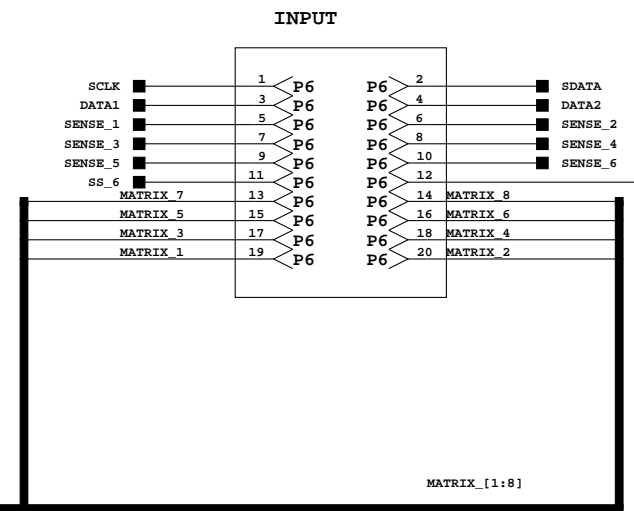 INPUT
SCLK 1 P6 P6 2 SDATA
DATA1 3 P6 P6 4 DATA2
SENSE_1 5 P6 P6 6 SENSE_2
SENSE_3 7 P6 P6 8 SENSE_4
SENSE_5 9 P6 P6 10 SENSE_6
SS_6 11 P6 P6 12
MATRIX_7 13 P6 P6 14 MATRIX_8
MATRIX_5 15 P6 P6 16 MATRIX_6
MATRIX_3 17 P6 P6 18 MATRIX_4
MATRIX_1 19 P6 P6 20 MATRIX_2
MATRIX_[1:8]